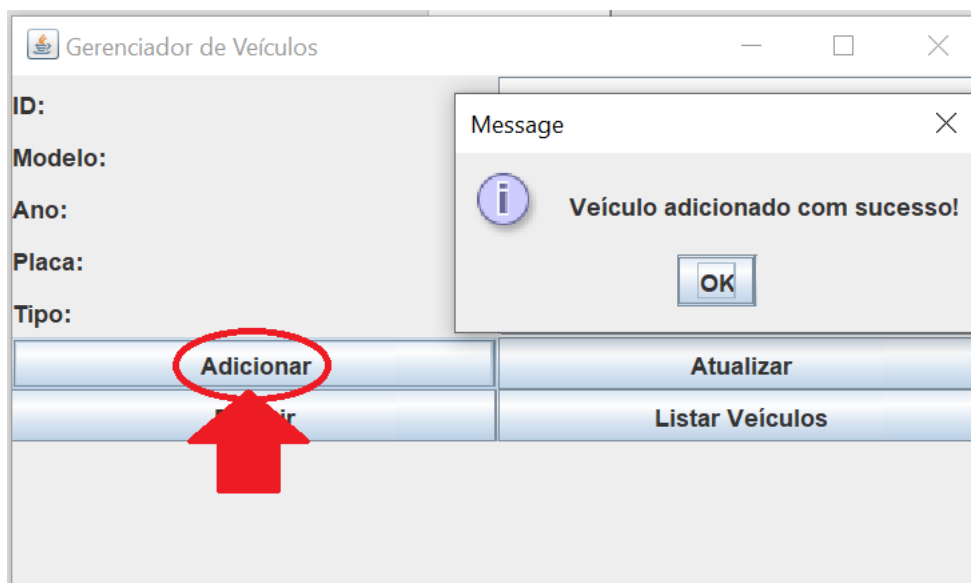 Gerenciador de Veículos
ID:
Message
Modelo:
Veículo adicionado com sucesso!
Ano:
Placa:
OK
Tipo:
Adicionar
Atualizar
Listar Veículos